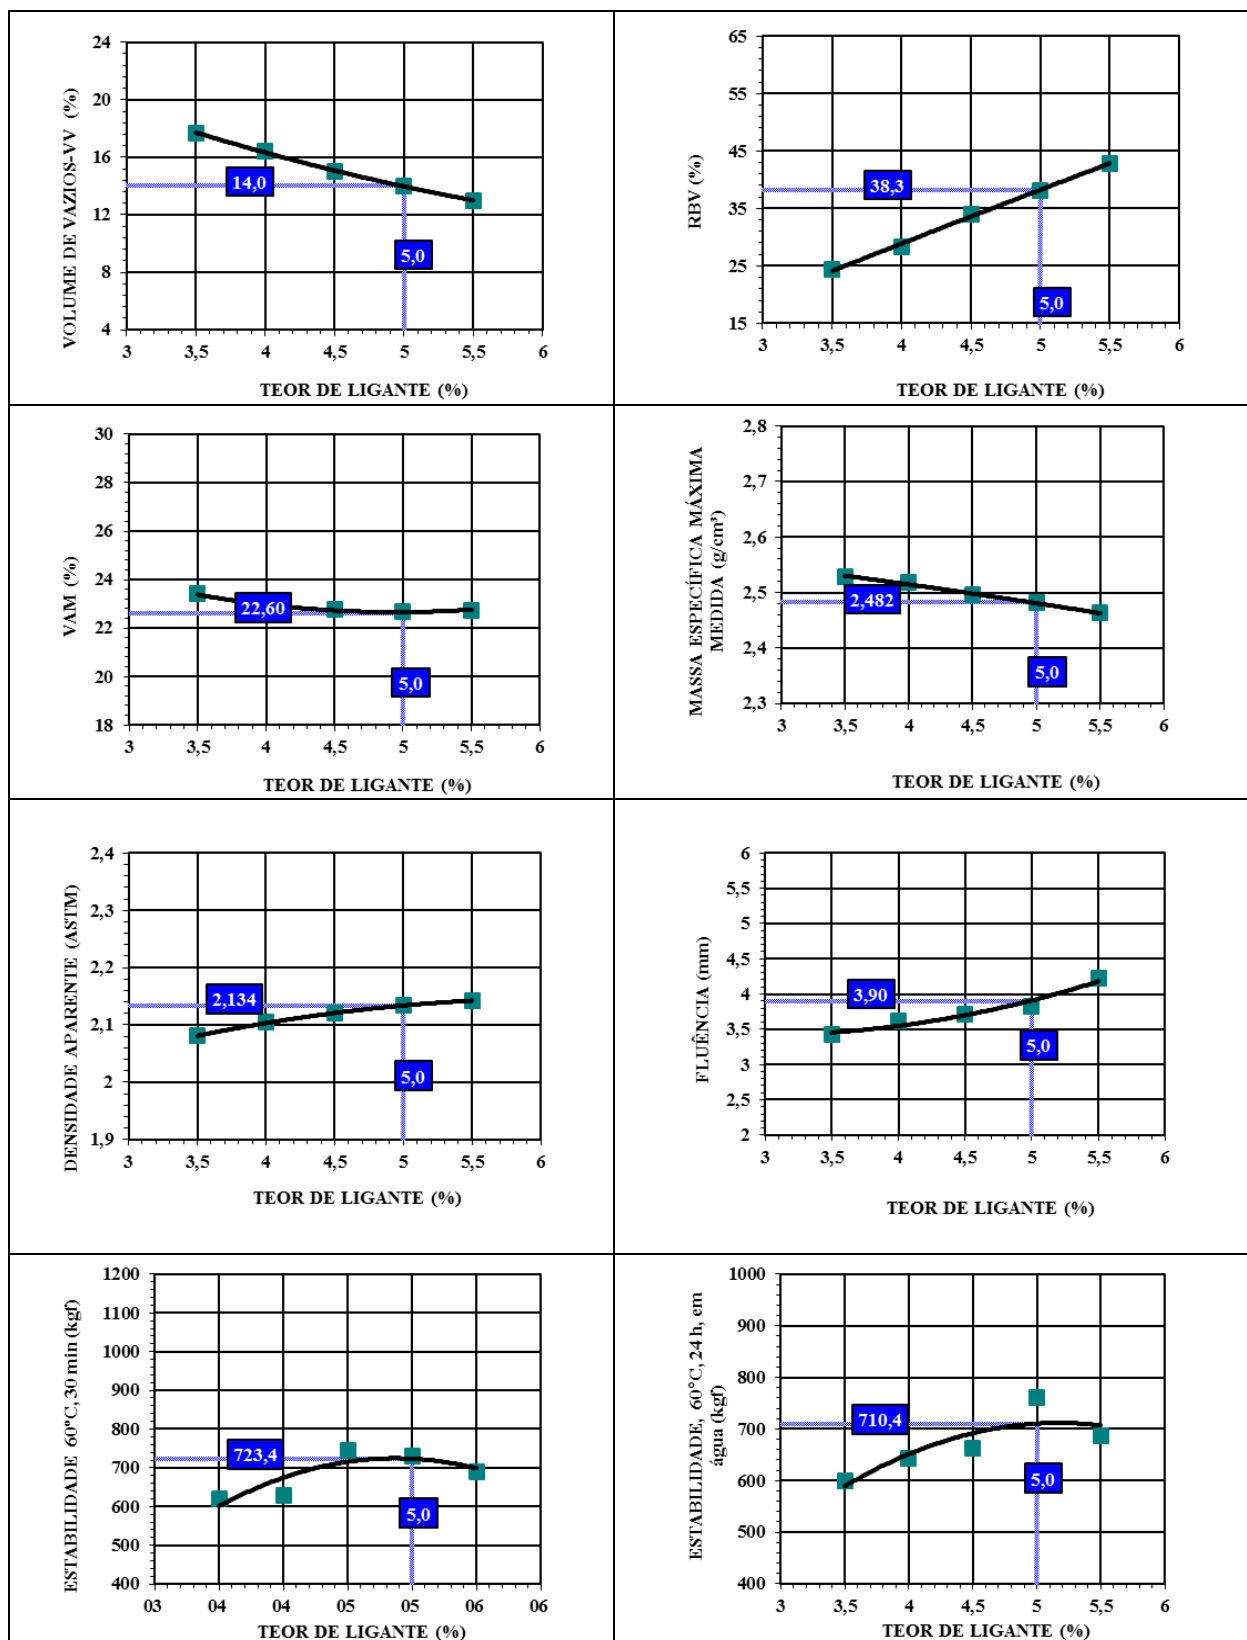 24
20
16
12
8
4
VOLUME DE VAZIOS-VV (%)
14,0
5,0
3 3,5 4 4,5 5 5,5 6
TEOR DE LIGANTE (%)
65
55
45
35
25
15
RBV (%)
38,3
5,0
3 3,5 4 4,5 5 5,5 6
TEOR DE LIGANTE (%)
30
28
26
24
22
20
18
VAM (%)
22,60
5,0
3 3,5 4 4,5 5 5,5 6
TEOR DE LIGANTE (%)
2,8
2,7
2,6
2,5
2,4
2,3
MASSA ESPECÍFICA MÁXIMA
MEDIDA (g/cm³)
2,482
5,0
3 3,5 4 4,5 5 5,5 6
TEOR DE LIGANTE (%)
2,4
2,3
2,2
2,1
2
1,9
DENSIDADE APARENTE (ASTM)
2,134
5,0
3 3,5 4 4,5 5 5,5 6
TEOR DE LIGANTE (%)
6
5,5
5
4,5
4
3,5
3
2,5
2
FLUÊNCIA (mm)
3,90
5,0
3 3,5 4 4,5 5 5,5 6
TEOR DE LIGANTE (%)
1200
1100
1000
900
800
700
600
500
400
ESTABILIDADE 60ºC, 30 min (kgf)
723,4
5,0
03 04 04 05 05 06 06
TEOR DE LIGANTE (%)
1000
900
800
700
600
500
400
ESTABILIDADE, 60°C, 24 h, em
água (kgf)
710,4
5,0
3 3,5 4 4,5 5 5,5 6
TEOR DE LIGANTE (%)